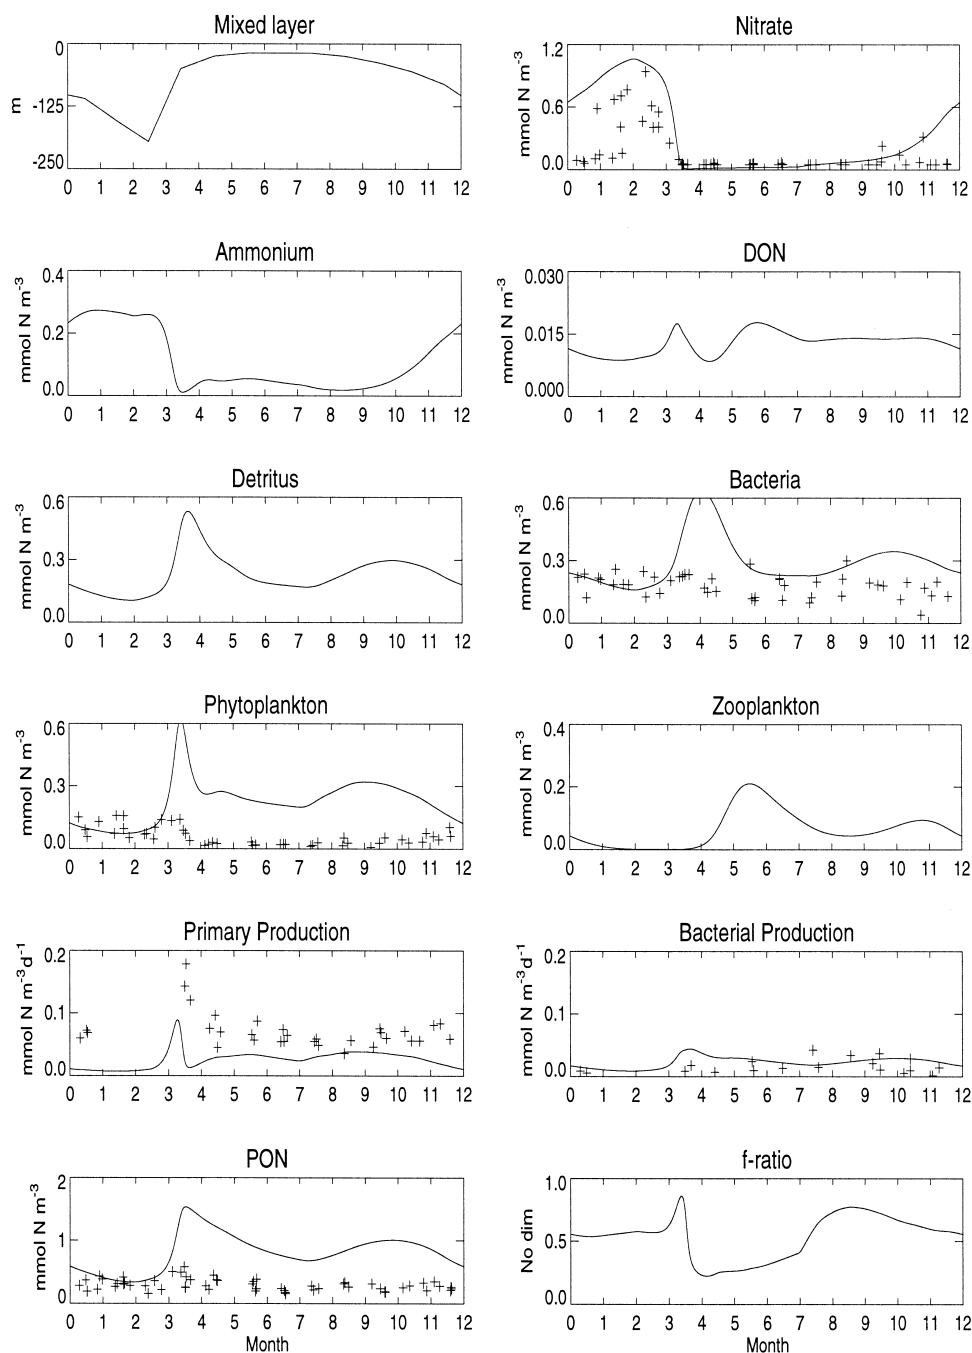 Mixed layer
0
-125
-250
m
0 1 2 3 4 5 6 7 8 9 10 11 12
Nitrate
1.2
0.6
0.0
mmol N m⁻³
0 1 2 3 4 5 6 7 8 9 10 11 12
Ammonium
0.4
0.2
0.0
mmol N m⁻³
0 1 2 3 4 5 6 7 8 9 10 11 12
DON
0.030
0.015
0.000
mmol N m⁻³
0 1 2 3 4 5 6 7 8 9 10 11 12
Detritus
0.6
0.3
0.0
mmol N m⁻³
0 1 2 3 4 5 6 7 8 9 10 11 12
Bacteria
0.6
0.3
0.0
mmol N m⁻³
0 1 2 3 4 5 6 7 8 9 10 11 12
Phytoplankton
0.6
0.3
0.0
mmol N m⁻³
0 1 2 3 4 5 6 7 8 9 10 11 12
Zooplankton
0.4
0.2
0.0
mmol N m⁻³
0 1 2 3 4 5 6 7 8 9 10 11 12
Primary Production
0.2
0.1
0.0
mmol N m⁻³d⁻¹
0 1 2 3 4 5 6 7 8 9 10 11 12
Bacterial Production
0.2
0.1
0.0
mmol N m⁻³d⁻¹
0 1 2 3 4 5 6 7 8 9 10 11 12
PON
2
1
0
mmol N m⁻³
0 1 2 3 4 5 6 7 8 9 10 11 12
Month
f-ratio
1.0
0.5
0.0
No dim
0 1 2 3 4 5 6 7 8 9 10 11 12
Month